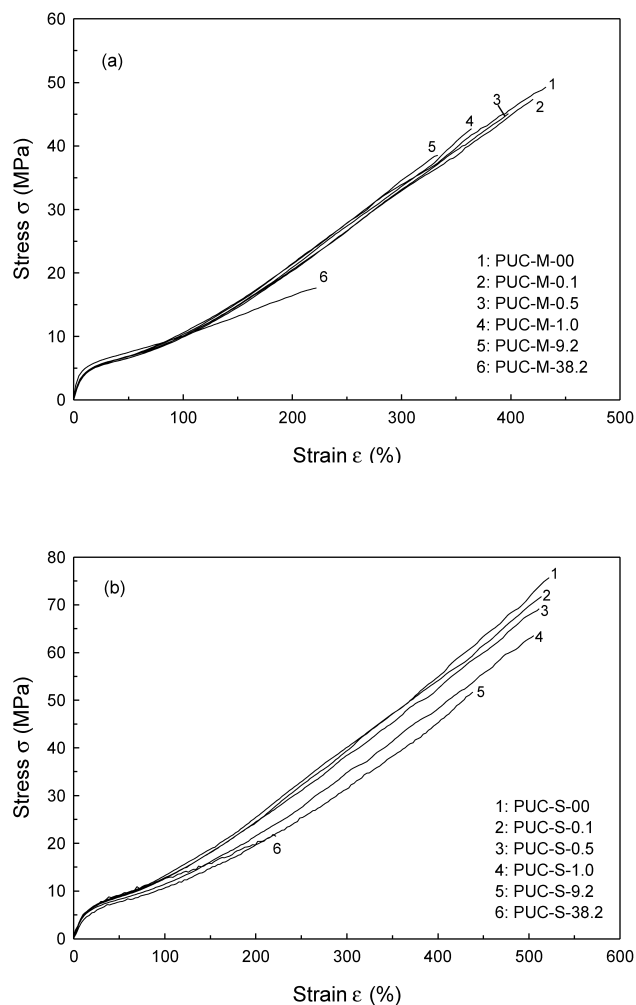 60
50
40
30
20
10
0
Stress σ (MPa)
(a)
1
3
2
4
5
6
1: PUC-M-00
2: PUC-M-0.1
3: PUC-M-0.5
4: PUC-M-1.0
5: PUC-M-9.2
6: PUC-M-38.2
0 100 200 300 400 500
Strain ε (%)
80
70
60
50
40
30
20
10
0
Stress σ (MPa)
(b)
1
2
3
4
5
6
1: PUC-S-00
2: PUC-S-0.1
3: PUC-S-0.5
4: PUC-S-1.0
5: PUC-S-9.2
6: PUC-S-38.2
0 100 200 300 400 500 600
Strain ε (%)